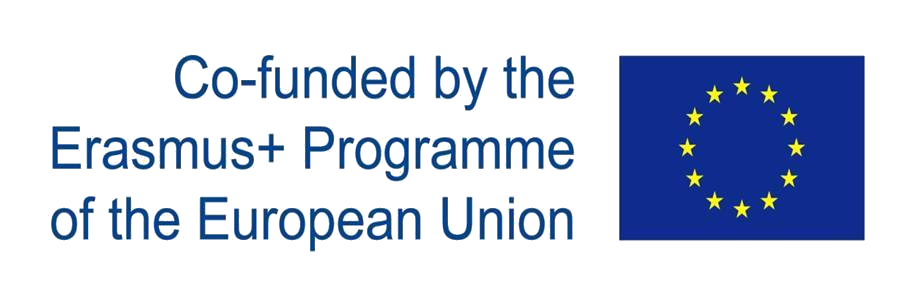 Co-funded by the
Erasmus+ Programme
of the European Union